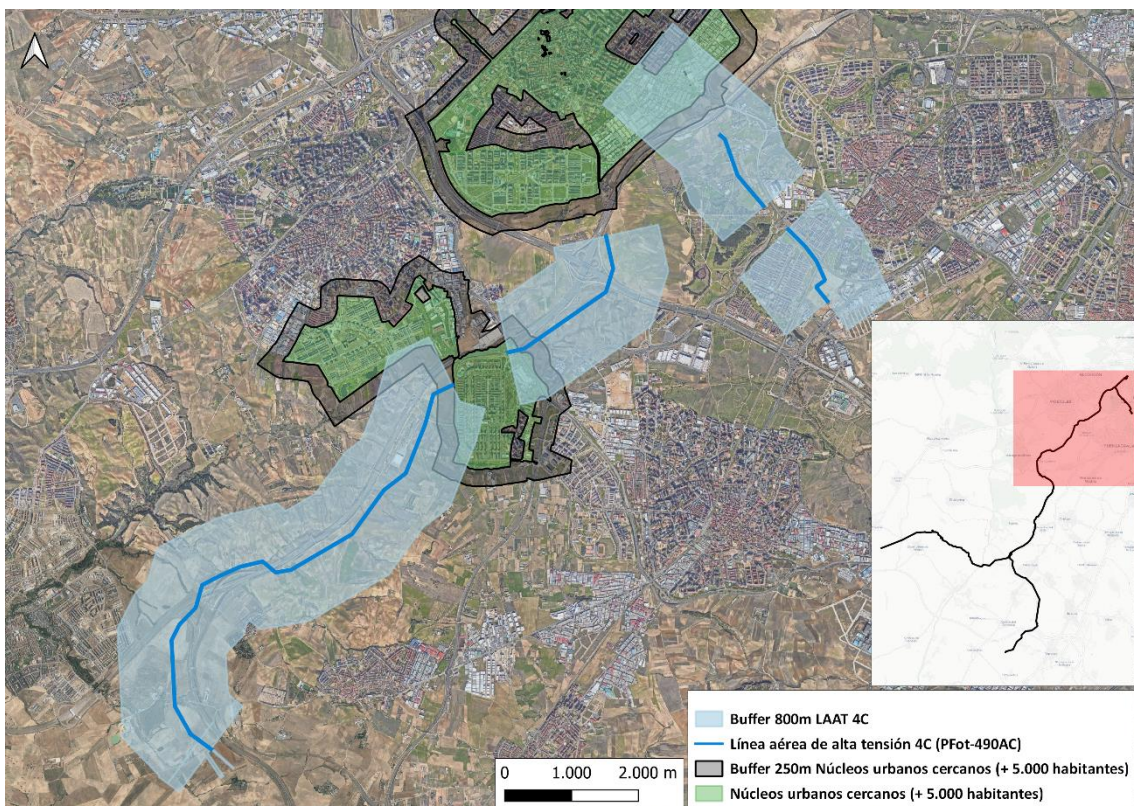 Buffer 800m LAAT 4C
Línea aérea de alta tensión 4C (PFot-490AC)
Buffer 250m Núcleos urbanos cercanos (+ 5.000 habitantes)
Núcleos urbanos cercanos (+ 5.000 habitantes)
0 1.000 2.000 m